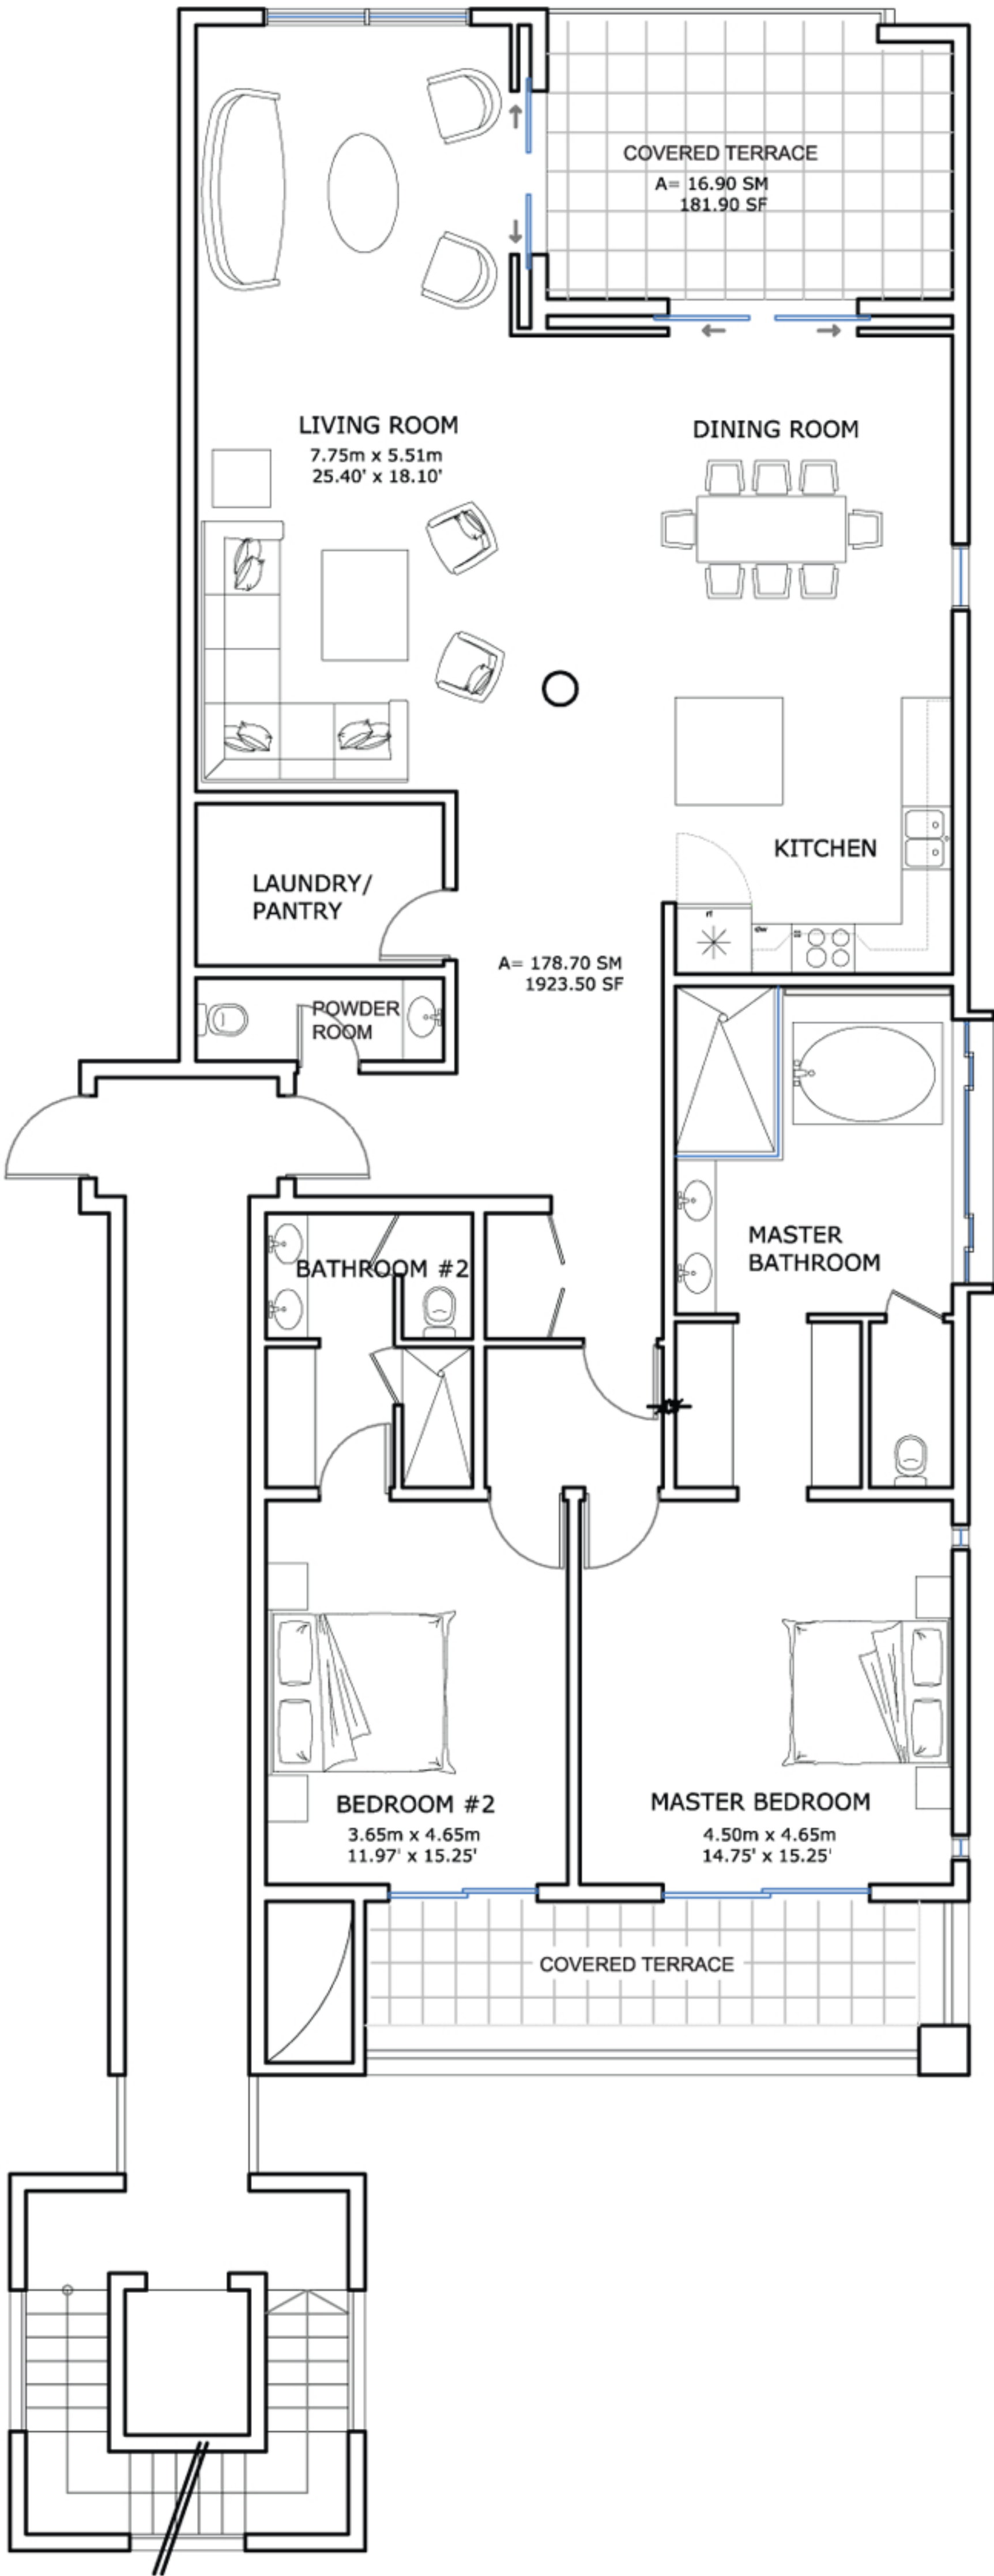 COVERED TERRACE
A= 16.90 SM
181.90 SF
LIVING ROOM
7.75m x 5.51m
25.40' x 18.10'
DINING ROOM
KITCHEN
LAUNDRY/
PANTRY
rf
dw
A= 178.70 SM
1923.50 SF
POWDER
ROOM
MASTER
BATHROOM
BATHROOM #2
BEDROOM #2
3.65m x 4.65m
11.97' x 15.25'
MASTER BEDROOM
4.50m x 4.65m
14.75' x 15.25'
COVERED TERRACE